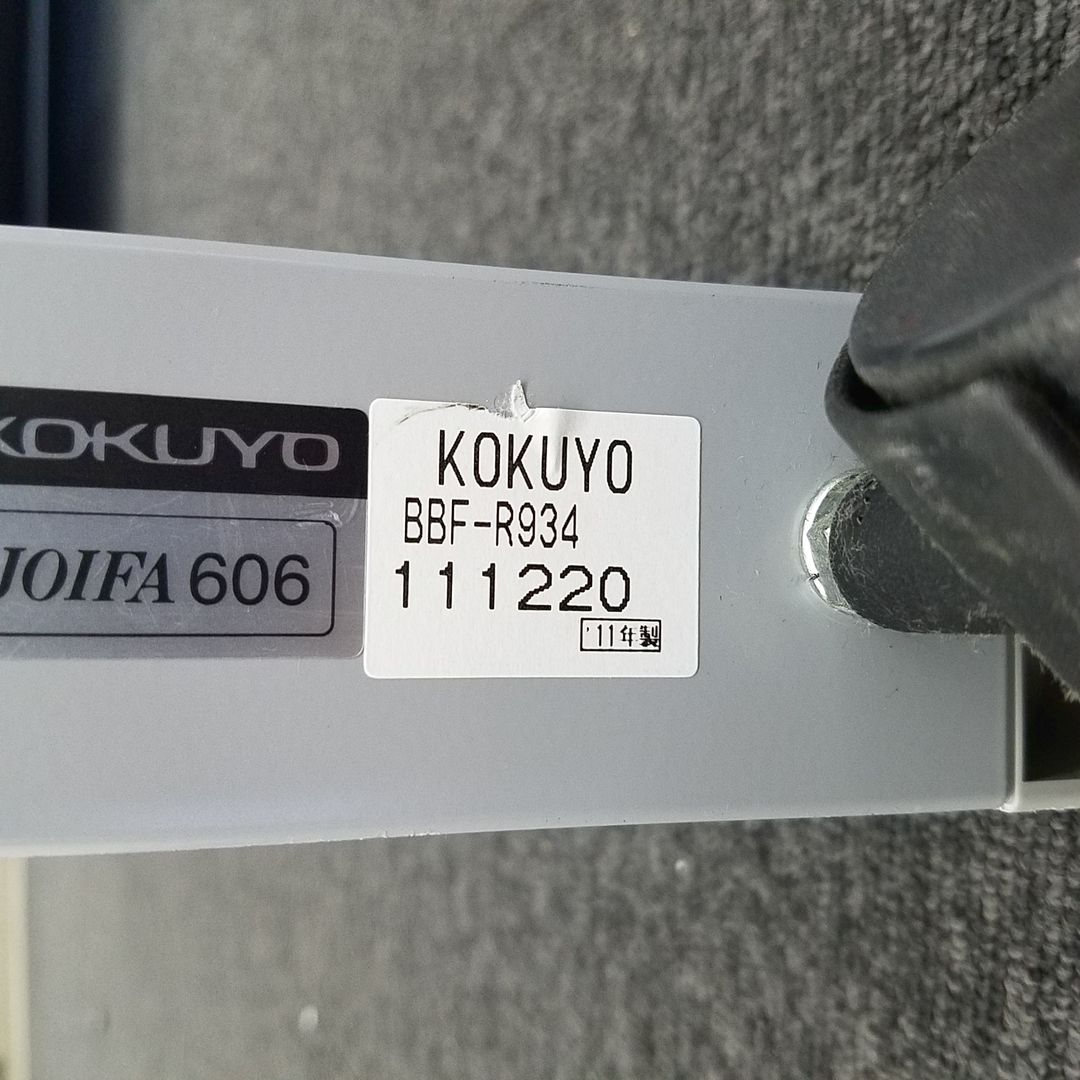 KOKUYO
JOIFA 606
KOKUYO
BBF-R934
111220
'11年製